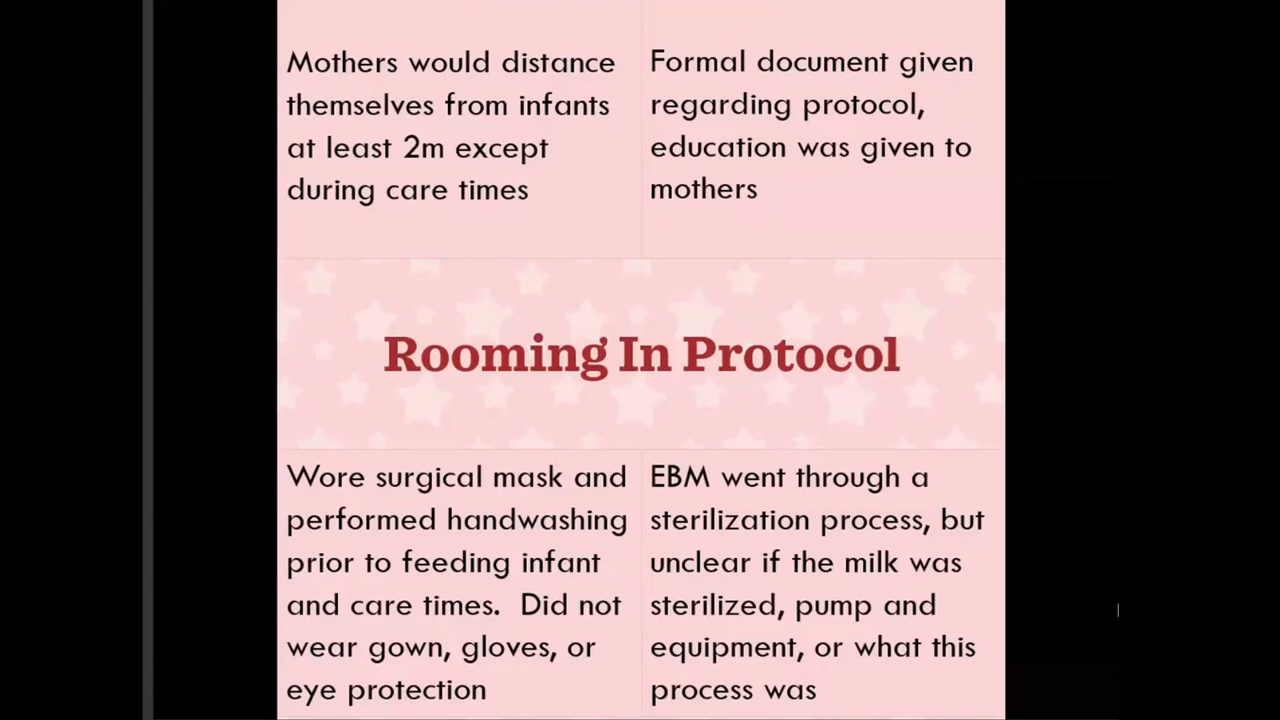 Mothers would distance
themselves from infants
at least 2m except
during care times
Formal document given
regarding protocol,
education was given to
mothers
Rooming In Protocol
Wore surgical mask and
performed handwashing
prior to feeding infant
and care times.  Did not
wear gown, gloves, or
eye protection
EBM went through a
sterilization process, but
unclear if the milk was
sterilized, pump and
equipment, or what this
process was